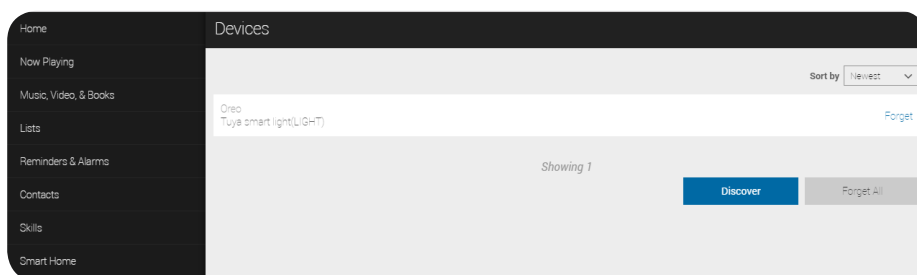 Home
Now Playing
Music, Video, & Books
Lists
Reminders & Alarms
Contacts
Skills
Smart Home
Devices
Sort by Newest
Oreo
Tuya smart light(LIGHT)
Forget
Showing 1
Discover
Forget All